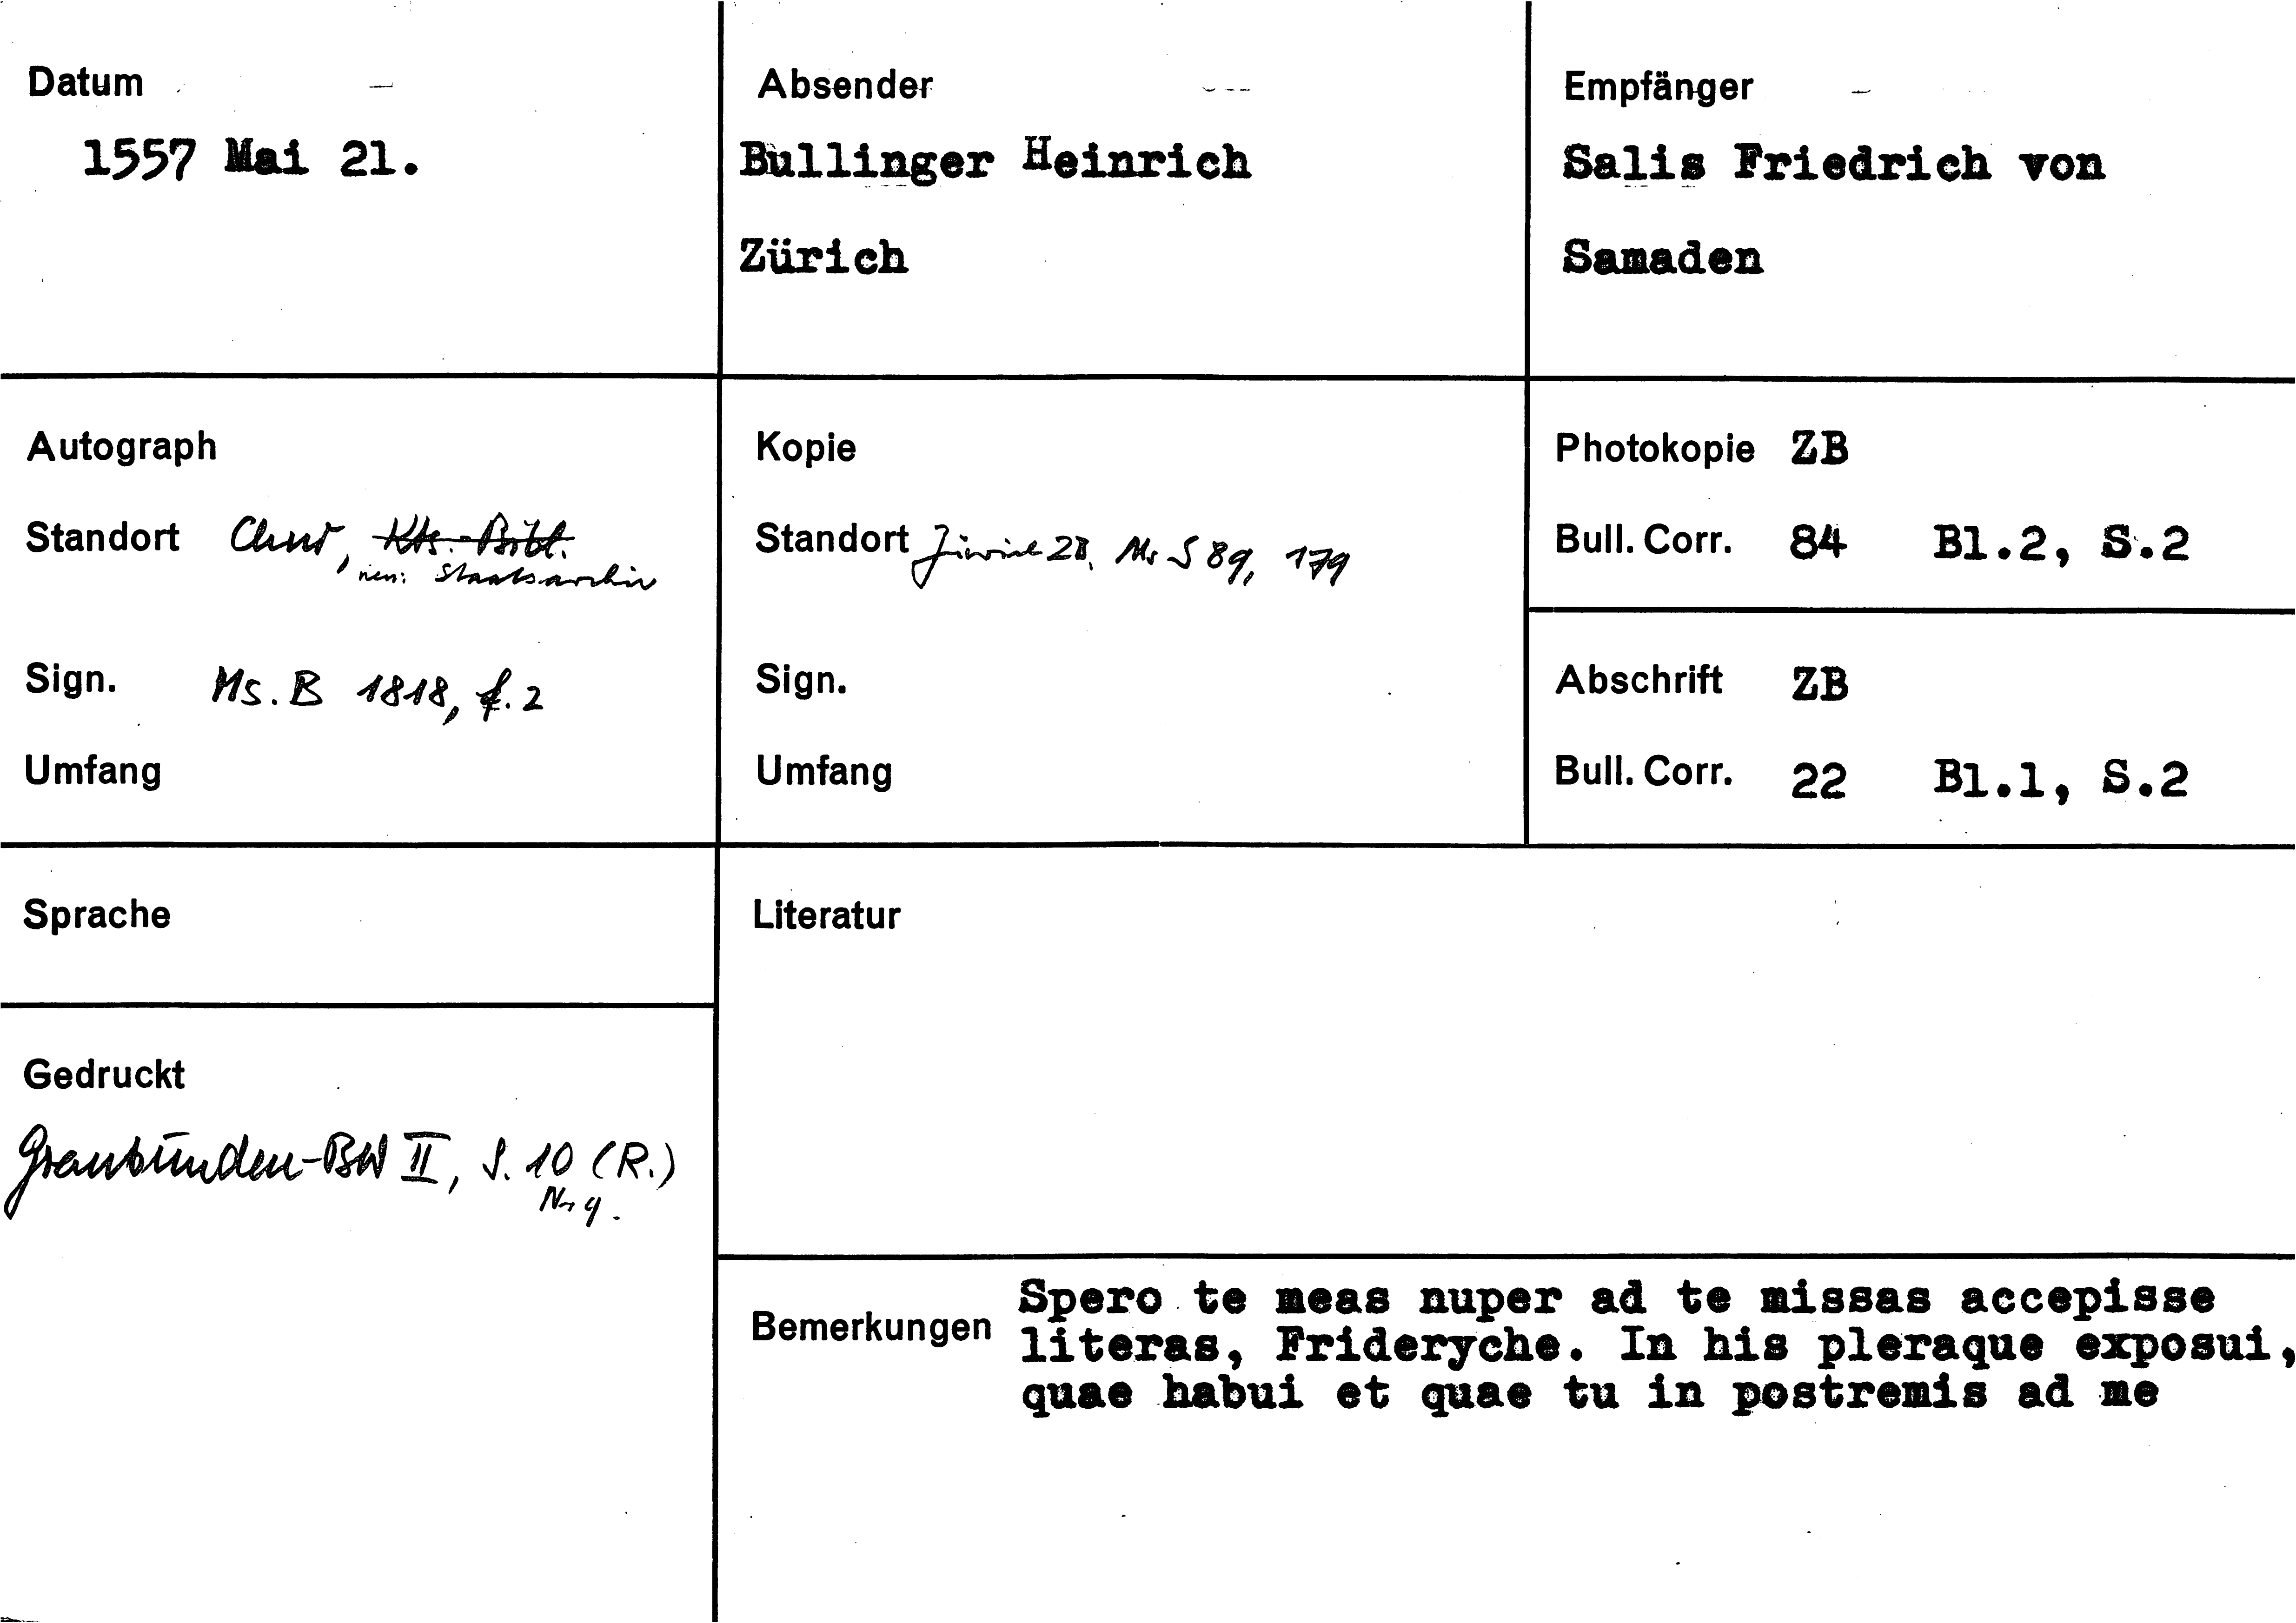 Datum
1557 Mai 21.
Absender
Bullinger Heinrich
Zürich
Empfänger
Salis Friedrich von
Samaden
Autograph
Standort Chur, Kts.-Bibl.
neu: Staatsarchiv
Sign. Ms. B 1818, f. 2
Umfang
Kopie
Standort Zürich ZB, Ms S 89, 179
Sign.
Umfang
Photokopie ZB
Bull. Corr. 84 Bl.2, S.2
Abschrift ZB
Bull. Corr. 22 Bl.1, S.2
Sprache
Gedruckt
Graubünden-BW II, S. 10 (R.)
Nr 9.
Literatur
Bemerkungen
Spero te meas nuper ad te missas accepisse
literas, Friderýche. In his pleraque exposui,
quae habui et quae tu in postremis ad me